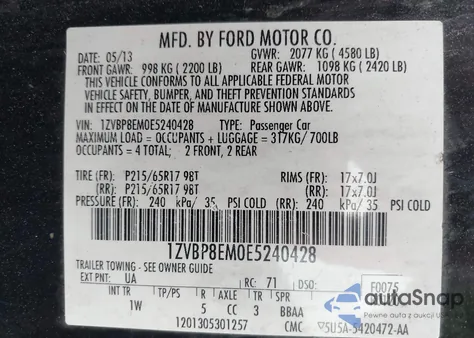 MFD. BY FORD MOTOR CO.
DATE: 05/13 GVWR: 2077 KG (4580 LB)
FRONT GAWR: 998 KG (2200 LB) REAR GAWR: 1098 KG (2420 LB)
THIS VEHICLE CONFORMS TO ALL APPLICABLE FEDERAL MOTOR
VEHICLE SAFETY, BUMPER, AND THEFT PREVENTION STANDARDS
IN EFFECT ON THE DATE OF MANUFACTURE SHOWN ABOVE.
VIN: 1ZVBP8EM0E5240428 TYPE: Passenger Car
MAXIMUM LOAD = OCCUPANTS + LUGGAGE = 317KG/700LB
OCCUPANTS = 4 TOTAL; 2 FRONT, 2 REAR
TIRE (FR): P215/65R17 98T RIMS (FR): 17x7.0J
(RR): P215/65R17 98T (RR): 17x7.0J
PRESSURE (FR): 240 kPa/ 35 PSI COLD (RR): 240 kPa/ 35 PSI COLD
1ZVBP8EM0E5240428
TRAILER TOWING - SEE OWNER GUIDE
EXT PNT: UA RC: 71 DSO: F0075
INT TR TP/PS R AXLE TR SPR
1W 5 CC 3 BBAA
1201305301257 CMC 5U5A-5420472-AA
autoSnap